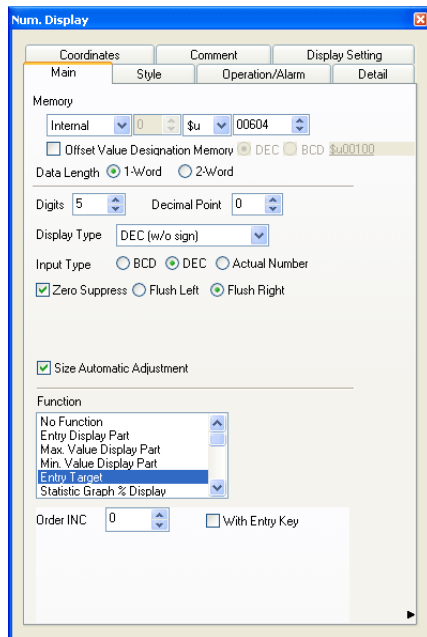 Num. Display
Coordinates Comment Display Setting
Main Style Operation/Alarm Detail
Memory
Internal 0 $u 00604
Offset Value Designation Memory DEC BCD $u00100
Data Length 1-Word 2-Word
Digits 5 Decimal Point 0
Display Type DEC (w/o sign)
Input Type BCD DEC Actual Number
Zero Suppress Flush Left Flush Right
Size Automatic Adjustment
Function
No Function
Entry Display Part
Max. Value Display Part
Min. Value Display Part
Entry Target
Statistic Graph % Display
Order INC 0 With Entry Key